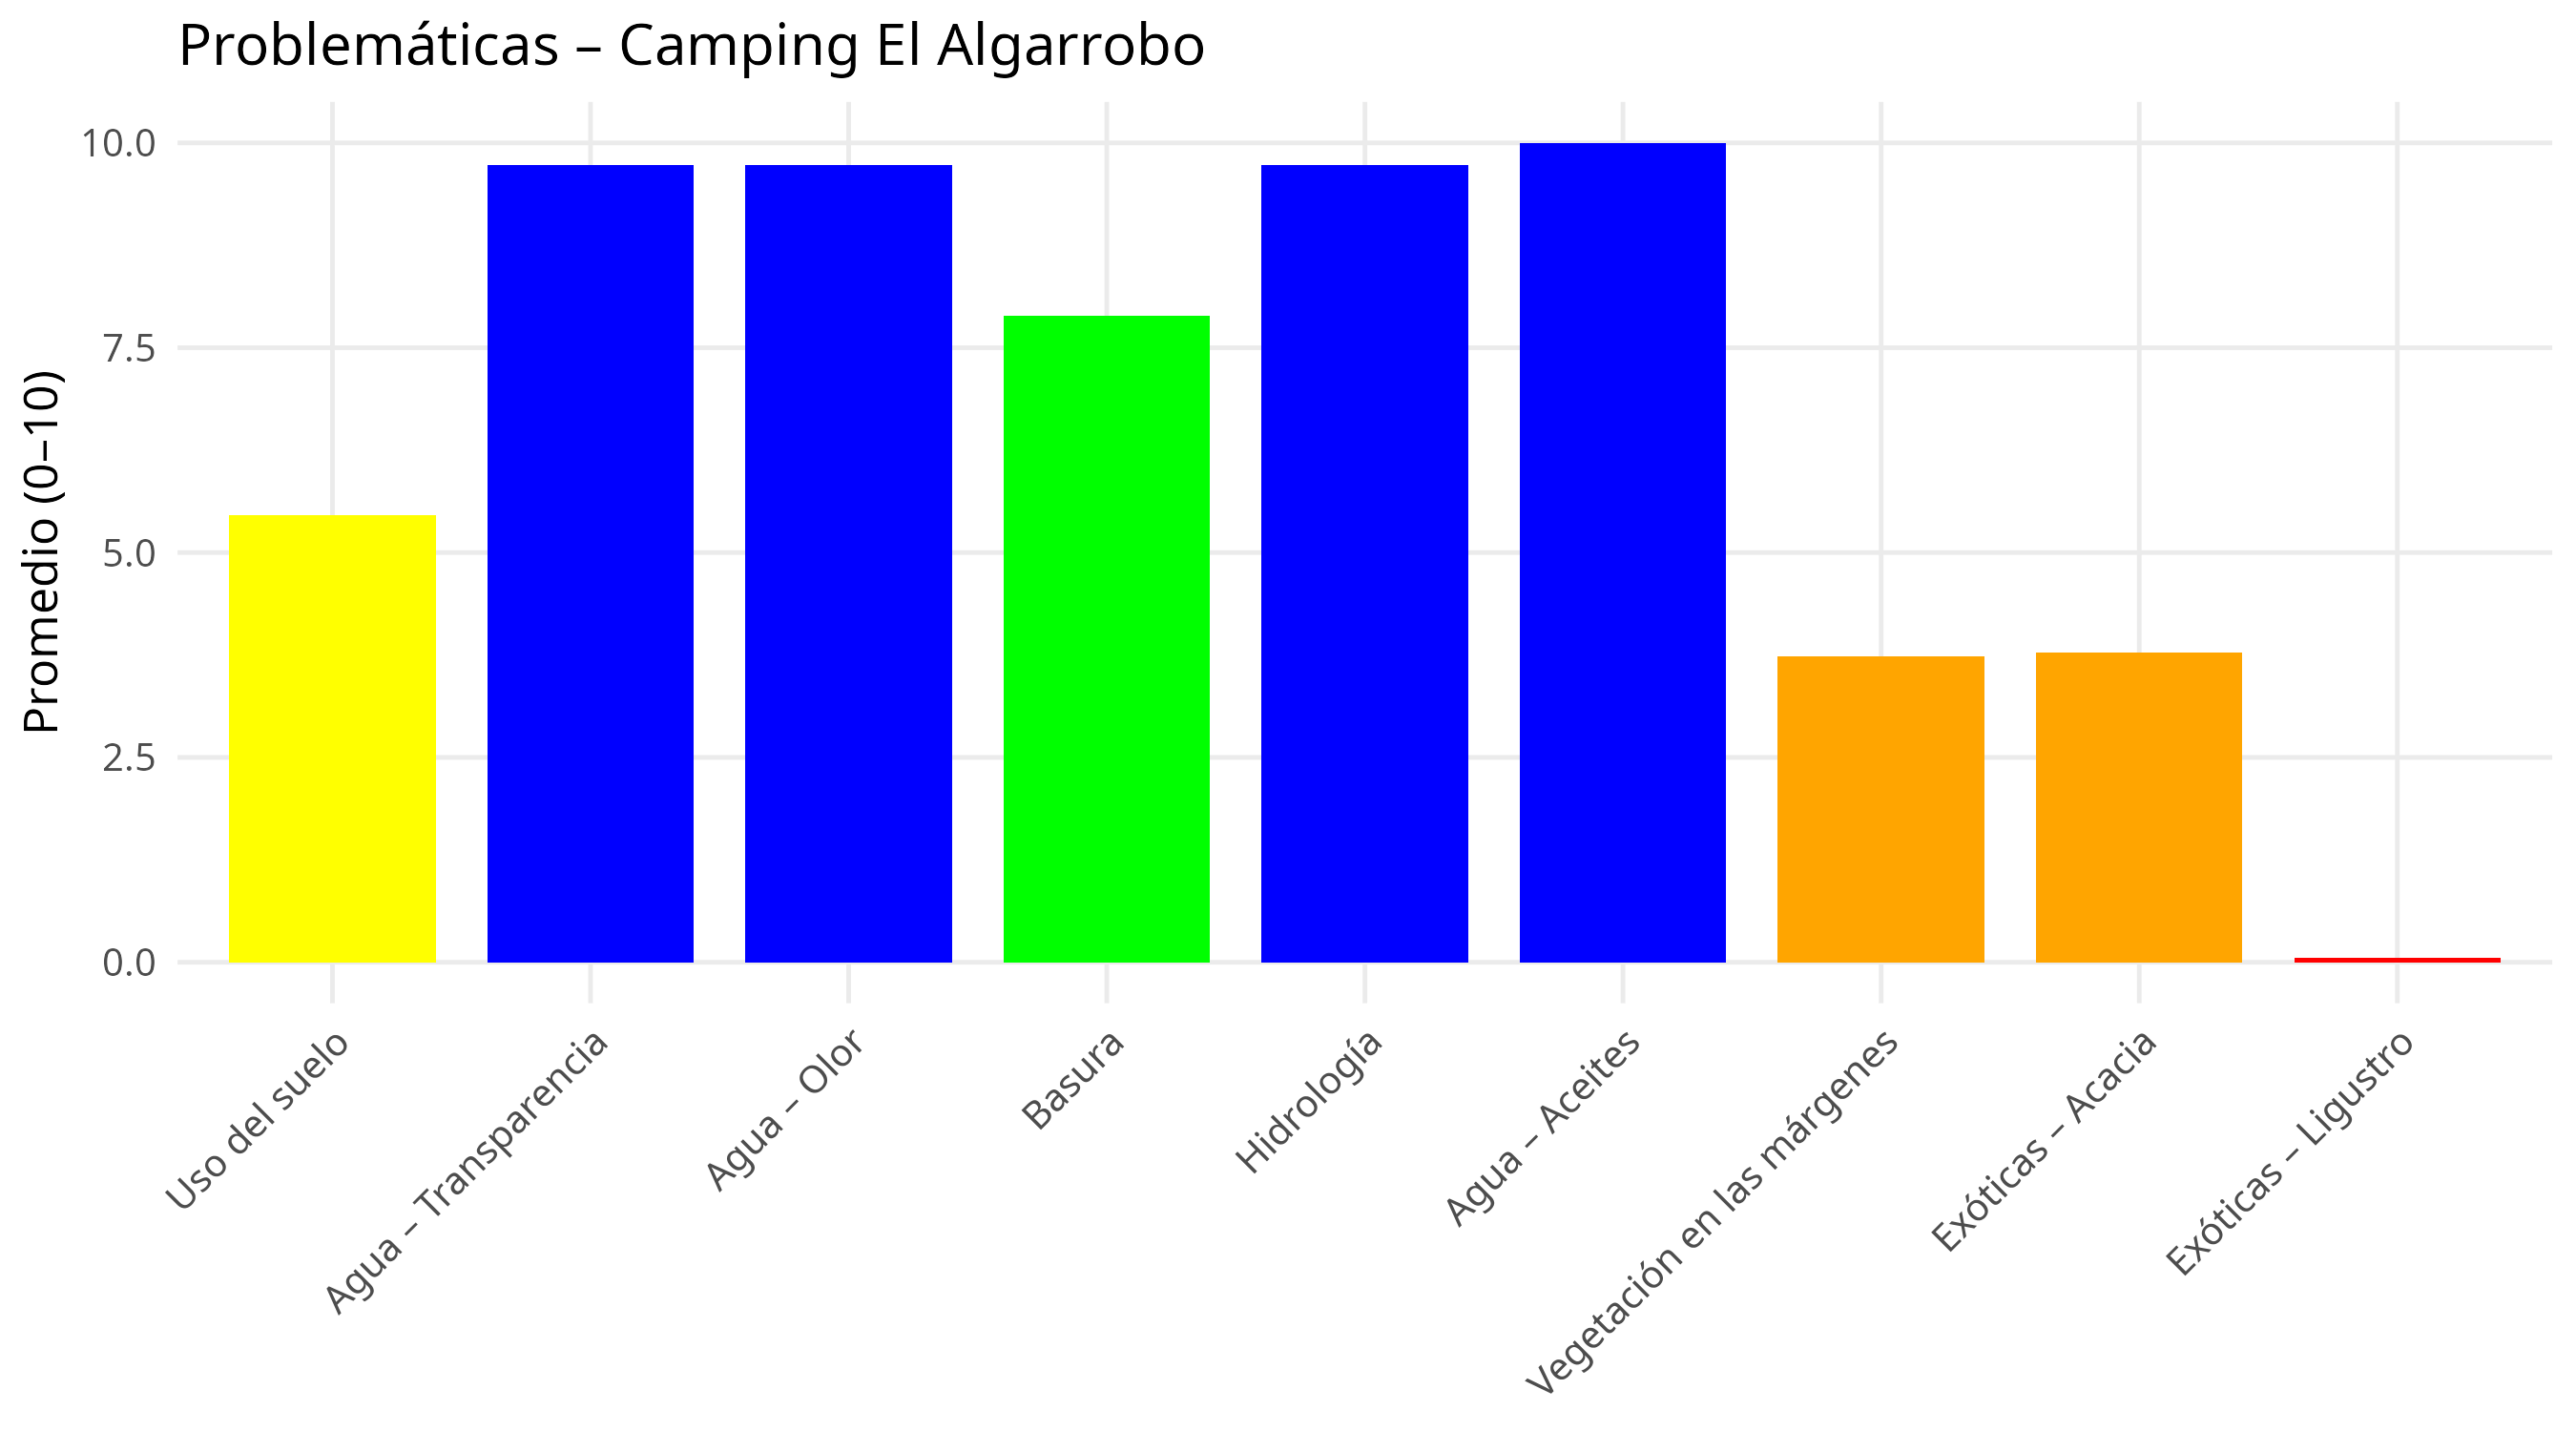 Problemáticas – Camping El Algarrobo
Promedio (0–10)
10.0
7.5
5.0
2.5
0.0
Uso del suelo
Agua – Transparencia
Agua – Olor
Basura
Hidrología
Agua – Aceites
Vegetación en las márgenes
Exóticas – Acacia
Exóticas – Ligustro